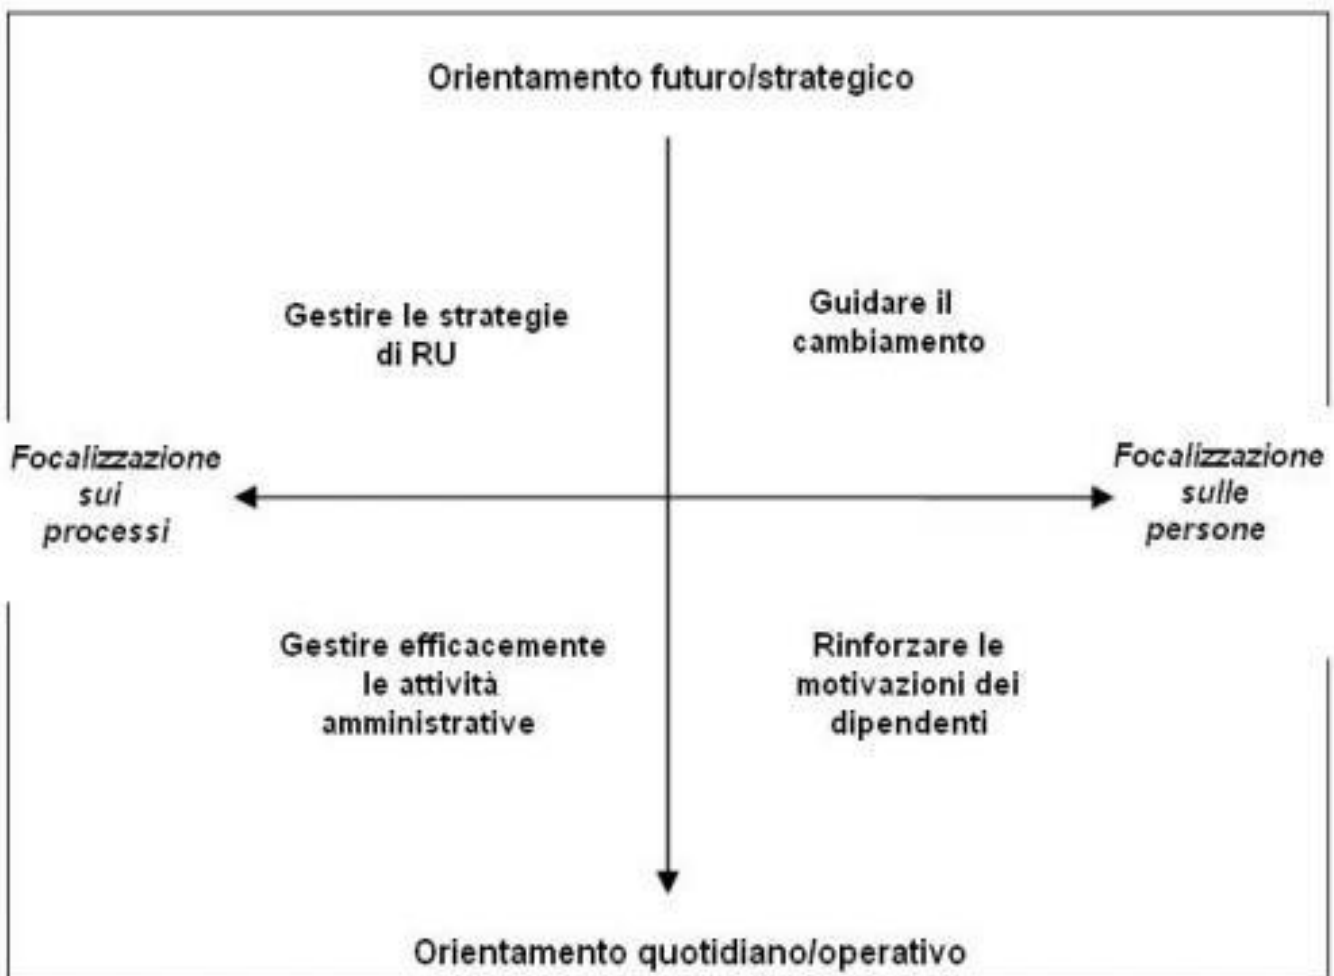 Orientamento futuro/strategico
Gestire le strategie
di RU
Guidare il
cambiamento
Focalizzazione
sui
processi
Focalizzazione
sulle
persone
Gestire efficacemente
le attività
amministrative
Rinforzare le
motivazioni dei
dipendenti
Orientamento quotidiano/operativo